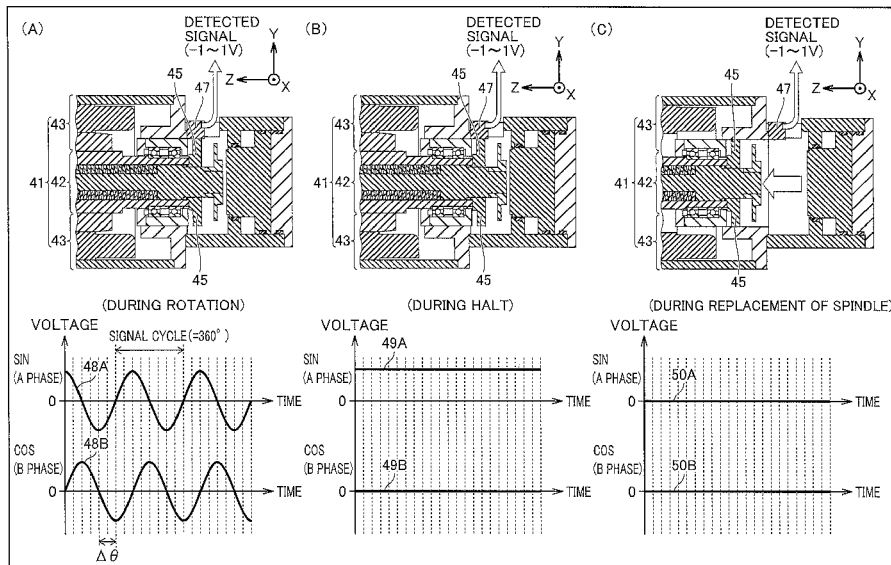 (A)
DETECTED
SIGNAL
(−1~1V)
Y
Z
X
45
47
43
41
42
43
45
(DURING ROTATION)
VOLTAGE
SIGNAL CYCLE(=360°)
SIN
(A PHASE)
48A
0
TIME
COS
(B PHASE)
48B
0
TIME
Δθ
(B)
DETECTED
SIGNAL
(−1~1V)
Y
Z
X
45
47
43
41
42
43
45
(DURING HALT)
VOLTAGE
SIN
(A PHASE)
49A
0
TIME
COS
(B PHASE)
49B
0
TIME
(C)
DETECTED
SIGNAL
(−1~1V)
Y
Z
X
45
47
43
41
42
43
45
(DURING REPLACEMENT OF SPINDLE)
VOLTAGE
SIN
(A PHASE)
50A
0
TIME
COS
(B PHASE)
50B
0
TIME